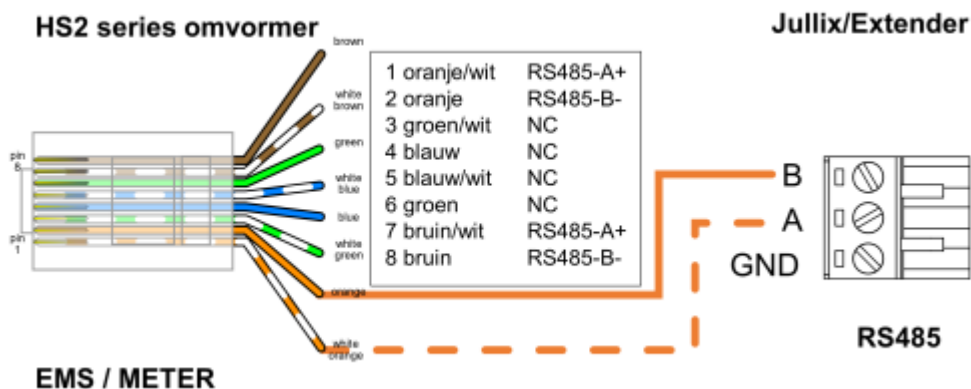 HS2 series omvormer
Jullix/Extender
brown
white
brown
green
white
blue
blue
white
green
orange
white
orange
pin
8
pin
1
1 oranje/wit RS485-A+
2 oranje RS485-B-
3 groen/wit NC
4 blauw NC
5 blauw/wit NC
6 groen NC
7 bruin/wit RS485-A+
8 bruin RS485-B-
B
A
GND
RS485
EMS / METER